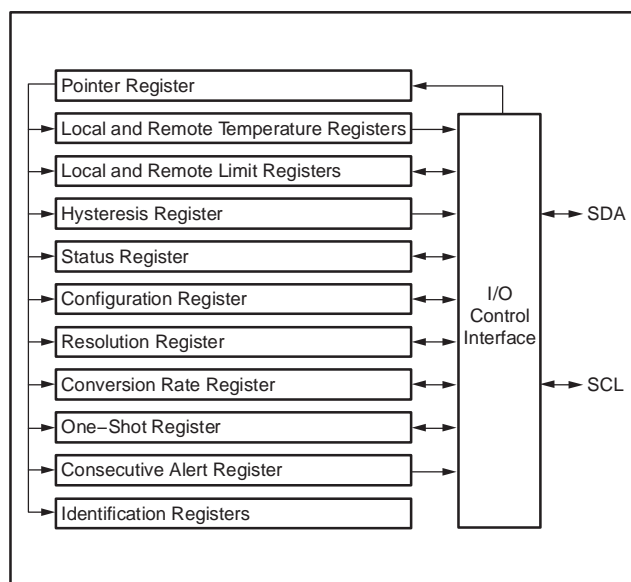 Pointer Register
Local and Remote Temperature Registers
Local and Remote Limit Registers
Hysteresis Register
SDA
Status Register
Configuration Register
I/O
Control
Interface
Resolution Register
Conversion Rate Register
SCL
One−Shot Register
Consecutive Alert Register
Identification Registers